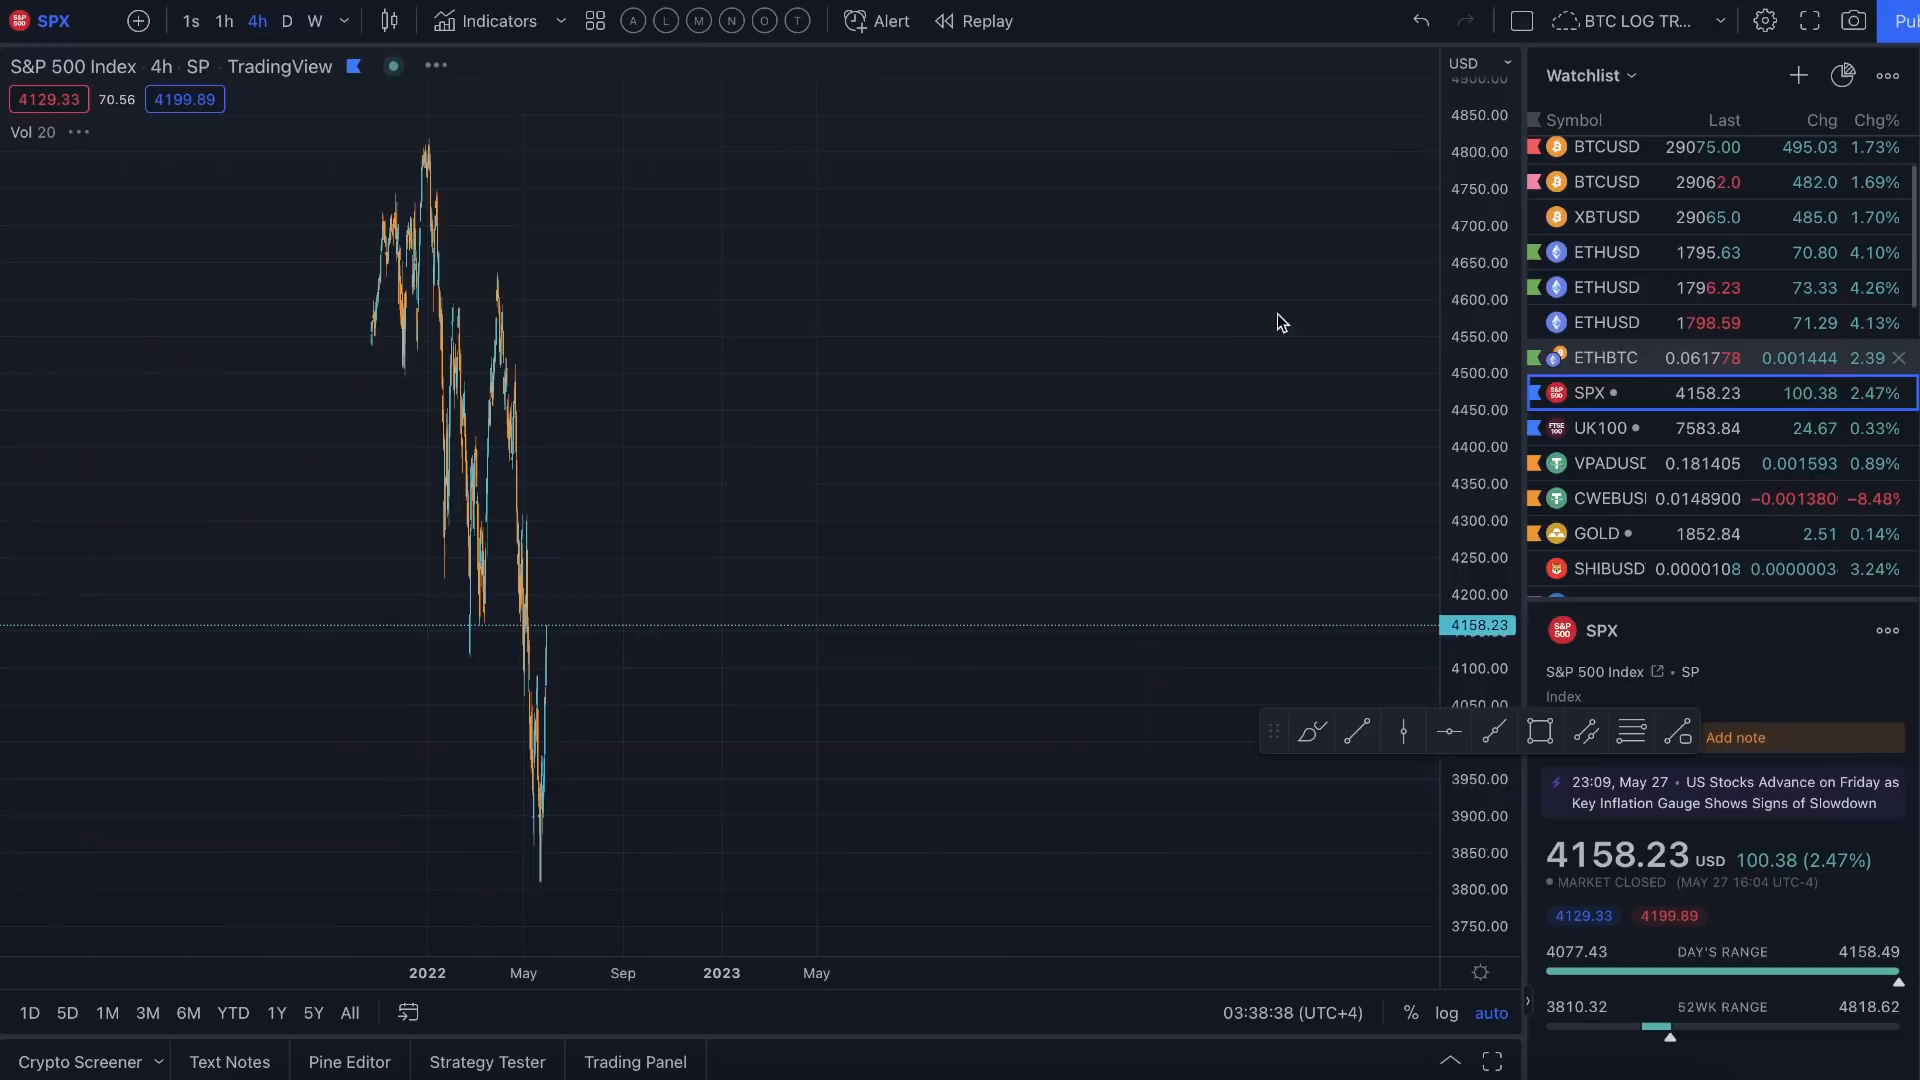 SPX 1s 1h 4h D W Indicators A L M N O T Alert Replay BTC LOG TR...
S&P 500 Index 4h SP TradingView
4129.33 70.56 4199.89
Vol 20
USD
4850.00
4800.00
4750.00
4700.00
4650.00
4600.00
4550.00
4500.00
4450.00
4400.00
4350.00
4300.00
4250.00
4200.00
4158.23
4100.00
4050.00
3950.00
3900.00
3850.00
3800.00
3750.00
2022 May Sep 2023 May
1D 5D 1M 3M 6M YTD 1Y 5Y All 03:38:38 (UTC+4) % log auto
Crypto Screener Text Notes Pine Editor Strategy Tester Trading Panel
Watchlist
Symbol Last Chg Chg%
BTCUSD 29075.00 495.03 1.73%
BTCUSD 29062.0 482.0 1.69%
XBTUSD 29065.0 485.0 1.70%
ETHUSD 1795.63 70.80 4.10%
ETHUSD 1796.23 73.33 4.26%
ETHUSD 1798.59 71.29 4.13%
ETHBTC 0.061778 0.001444 2.39
S&P 500 SPX 4158.23 100.38 2.47%
FTSE 100 UK100 7583.84 24.67 0.33%
VPADUSD 0.181405 0.001593 0.89%
CWEBUS 0.0148900 −0.001380 −8.48%
GOLD 1852.84 2.51 0.14%
SHIBUSD 0.0000108 0.0000003 3.24%
S&P 500 SPX
S&P 500 Index • SP
Index
Add note
23:09, May 27 • US Stocks Advance on Friday as
Key Inflation Gauge Shows Signs of Slowdown
4158.23 USD 100.38 (2.47%)
MARKET CLOSED (MAY 27 16:04 UTC-4)
4129.33 4199.89
4077.43 DAY'S RANGE 4158.49
3810.32 52WK RANGE 4818.62